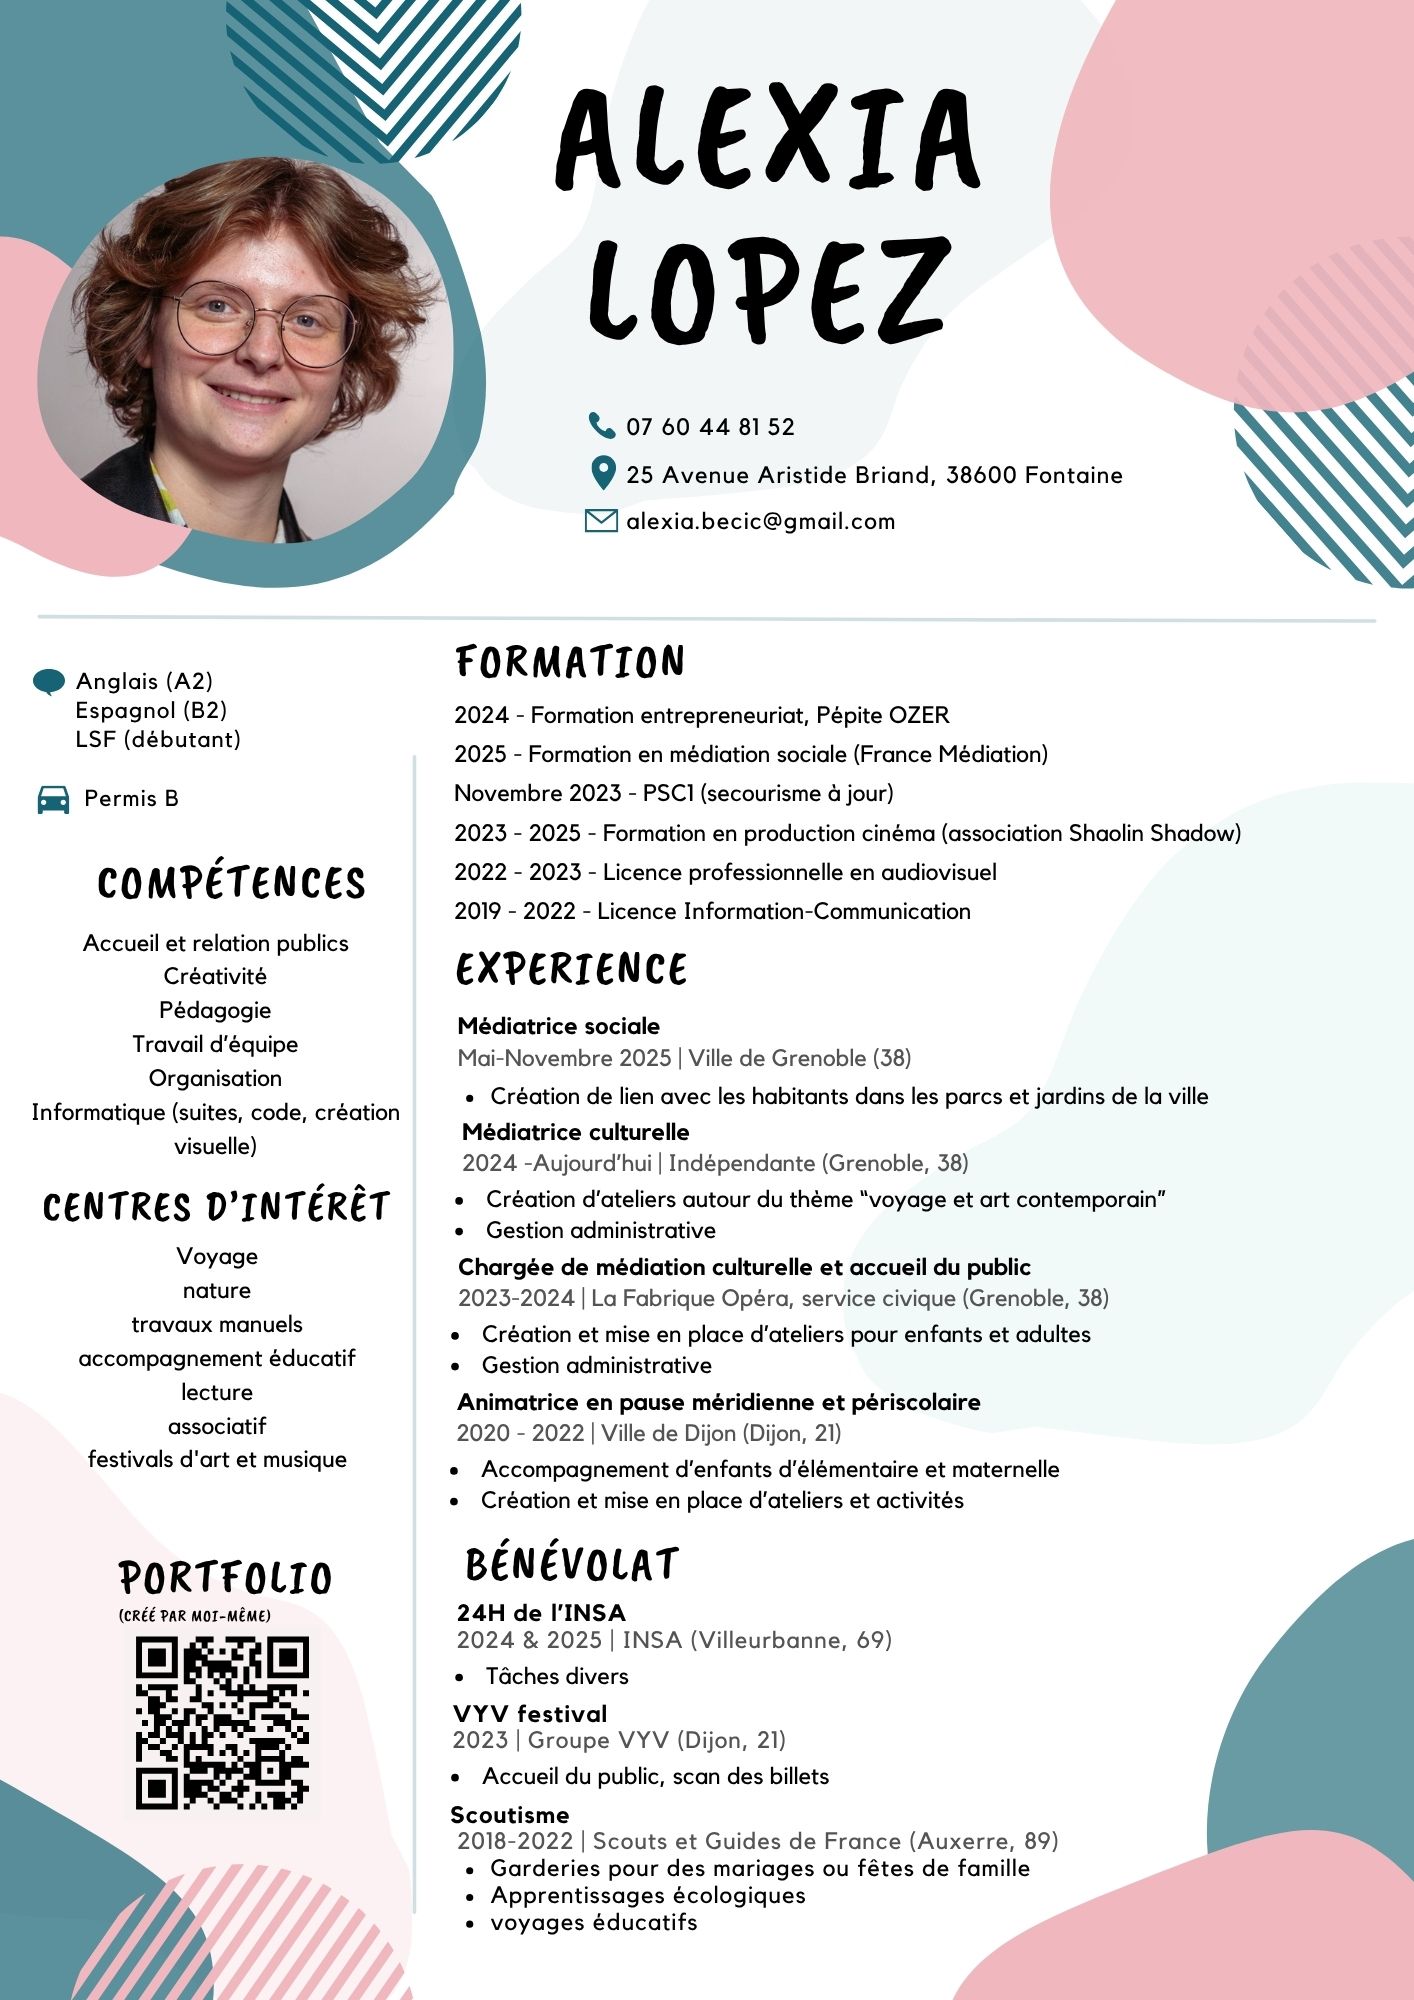 ALEXIA
LOPEZ
07 60 44 81 52
25 Avenue Aristide Briand, 38600 Fontaine
alexia.becic@gmail.com
Anglais (A2)
Espagnol (B2)
LSF (débutant)
Permis B
COMPÉTENCES
Accueil et relation publics
Créativité
Pédagogie
Travail d’équipe
Organisation
Informatique (suites, code, création
visuelle)
CENTRES D’INTÉRÊT
Voyage
nature
travaux manuels
accompagnement éducatif
lecture
associatif
festivals d'art et musique
PORTFOLIO
(CRÉÉ PAR MOI-MÊME)
FORMATION
2024 - Formation entrepreneuriat, Pépite OZER
2025 - Formation en médiation sociale (France Médiation)
Novembre 2023 - PSC1 (secourisme à jour)
2023 - 2025 - Formation en production cinéma (association Shaolin Shadow)
2022 - 2023 - Licence professionnelle en audiovisuel
2019 - 2022 - Licence Information-Communication
EXPERIENCE
Médiatrice sociale
Mai-Novembre 2025 | Ville de Grenoble (38)
• Création de lien avec les habitants dans les parcs et jardins de la ville
Médiatrice culturelle
2024 -Aujourd’hui | Indépendante (Grenoble, 38)
• Création d’ateliers autour du thème “voyage et art contemporain”
• Gestion administrative
Chargée de médiation culturelle et accueil du public
2023-2024 | La Fabrique Opéra, service civique (Grenoble, 38)
• Création et mise en place d’ateliers pour enfants et adultes
• Gestion administrative
Animatrice en pause méridienne et périscolaire
2020 - 2022 | Ville de Dijon (Dijon, 21)
• Accompagnement d’enfants d’élémentaire et maternelle
• Création et mise en place d’ateliers et activités
BÉNÉVOLAT
24H de l’INSA
2024 & 2025 | INSA (Villeurbanne, 69)
• Tâches divers
VYV festival
2023 | Groupe VYV (Dijon, 21)
• Accueil du public, scan des billets
Scoutisme
2018-2022 | Scouts et Guides de France (Auxerre, 89)
• Garderies pour des mariages ou fêtes de famille
• Apprentissages écologiques
• voyages éducatifs